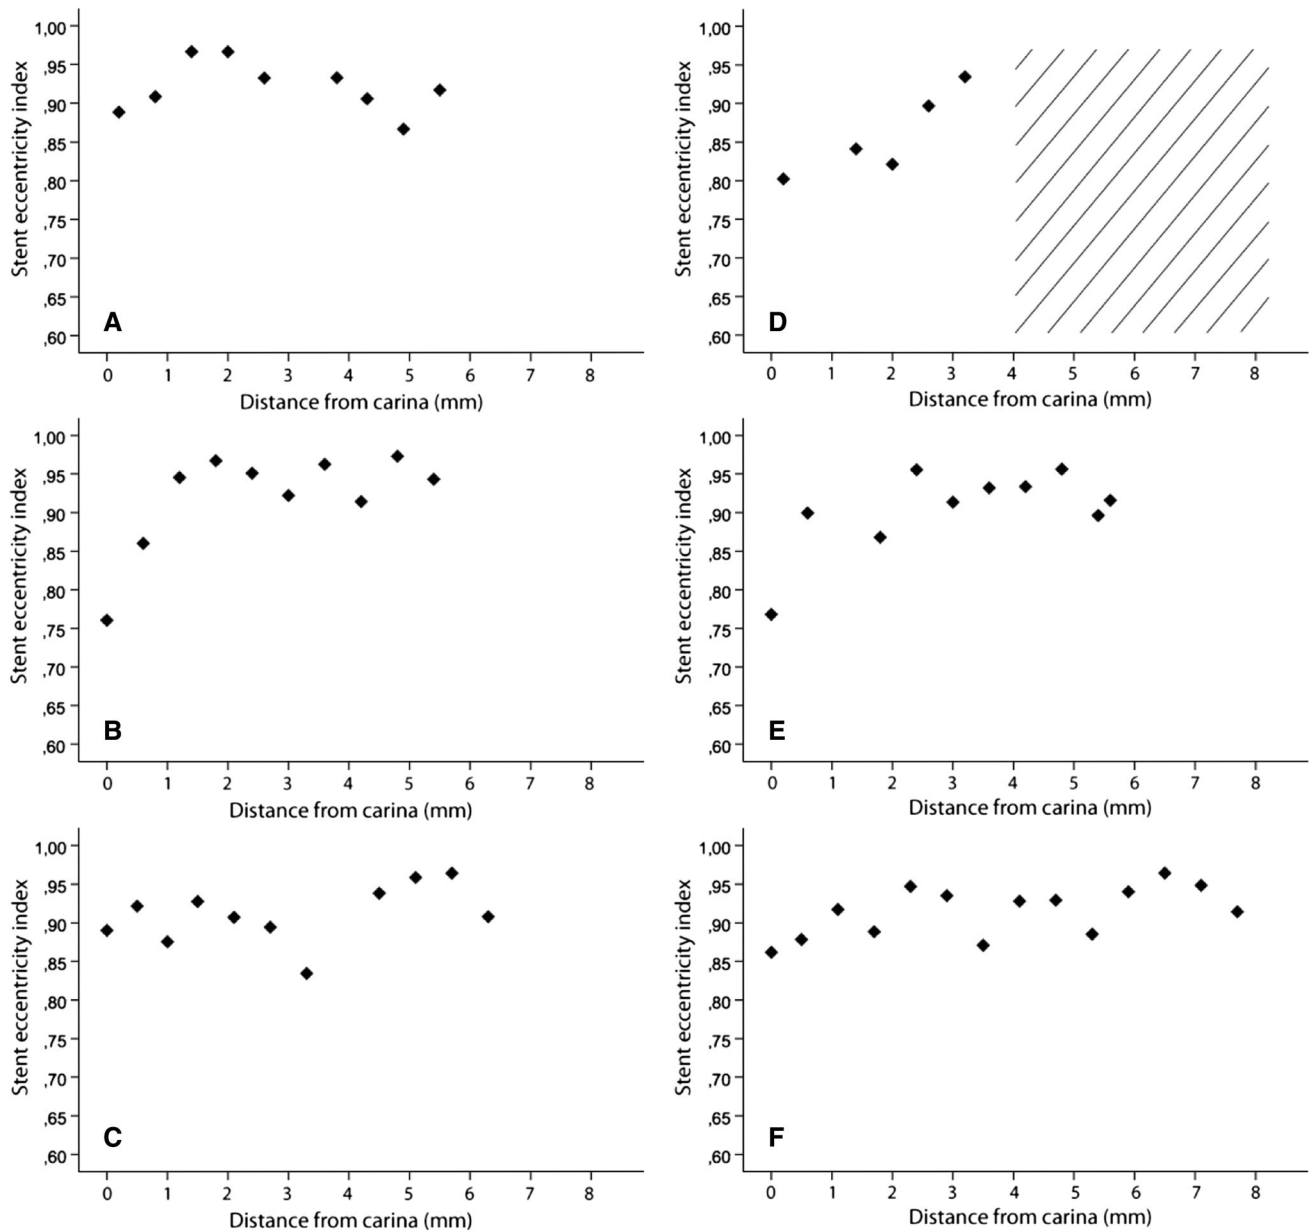 Stent eccentricity index
1,00
,95
,90
,85
,80
,75
,70
,65
,60
A
0 1 2 3 4 5 6 7 8
Distance from carina (mm)
Stent eccentricity index
1,00
,95
,90
,85
,80
,75
,70
,65
,60
D
0 1 2 3 4 5 6 7 8
Distance from carina (mm)
Stent eccentricity index
1,00
,95
,90
,85
,80
,75
,70
,65
,60
B
0 1 2 3 4 5 6 7 8
Distance from carina (mm)
Stent eccentricity index
1,00
,95
,90
,85
,80
,75
,70
,65
,60
E
0 1 2 3 4 5 6 7 8
Distance from carina (mm)
Stent eccentricity index
1,00
,95
,90
,85
,80
,75
,70
,65
,60
C
0 1 2 3 4 5 6 7 8
Distance from carina (mm)
Stent eccentricity index
1,00
,95
,90
,85
,80
,75
,70
,65
,60
F
0 1 2 3 4 5 6 7 8
Distance from carina (mm)